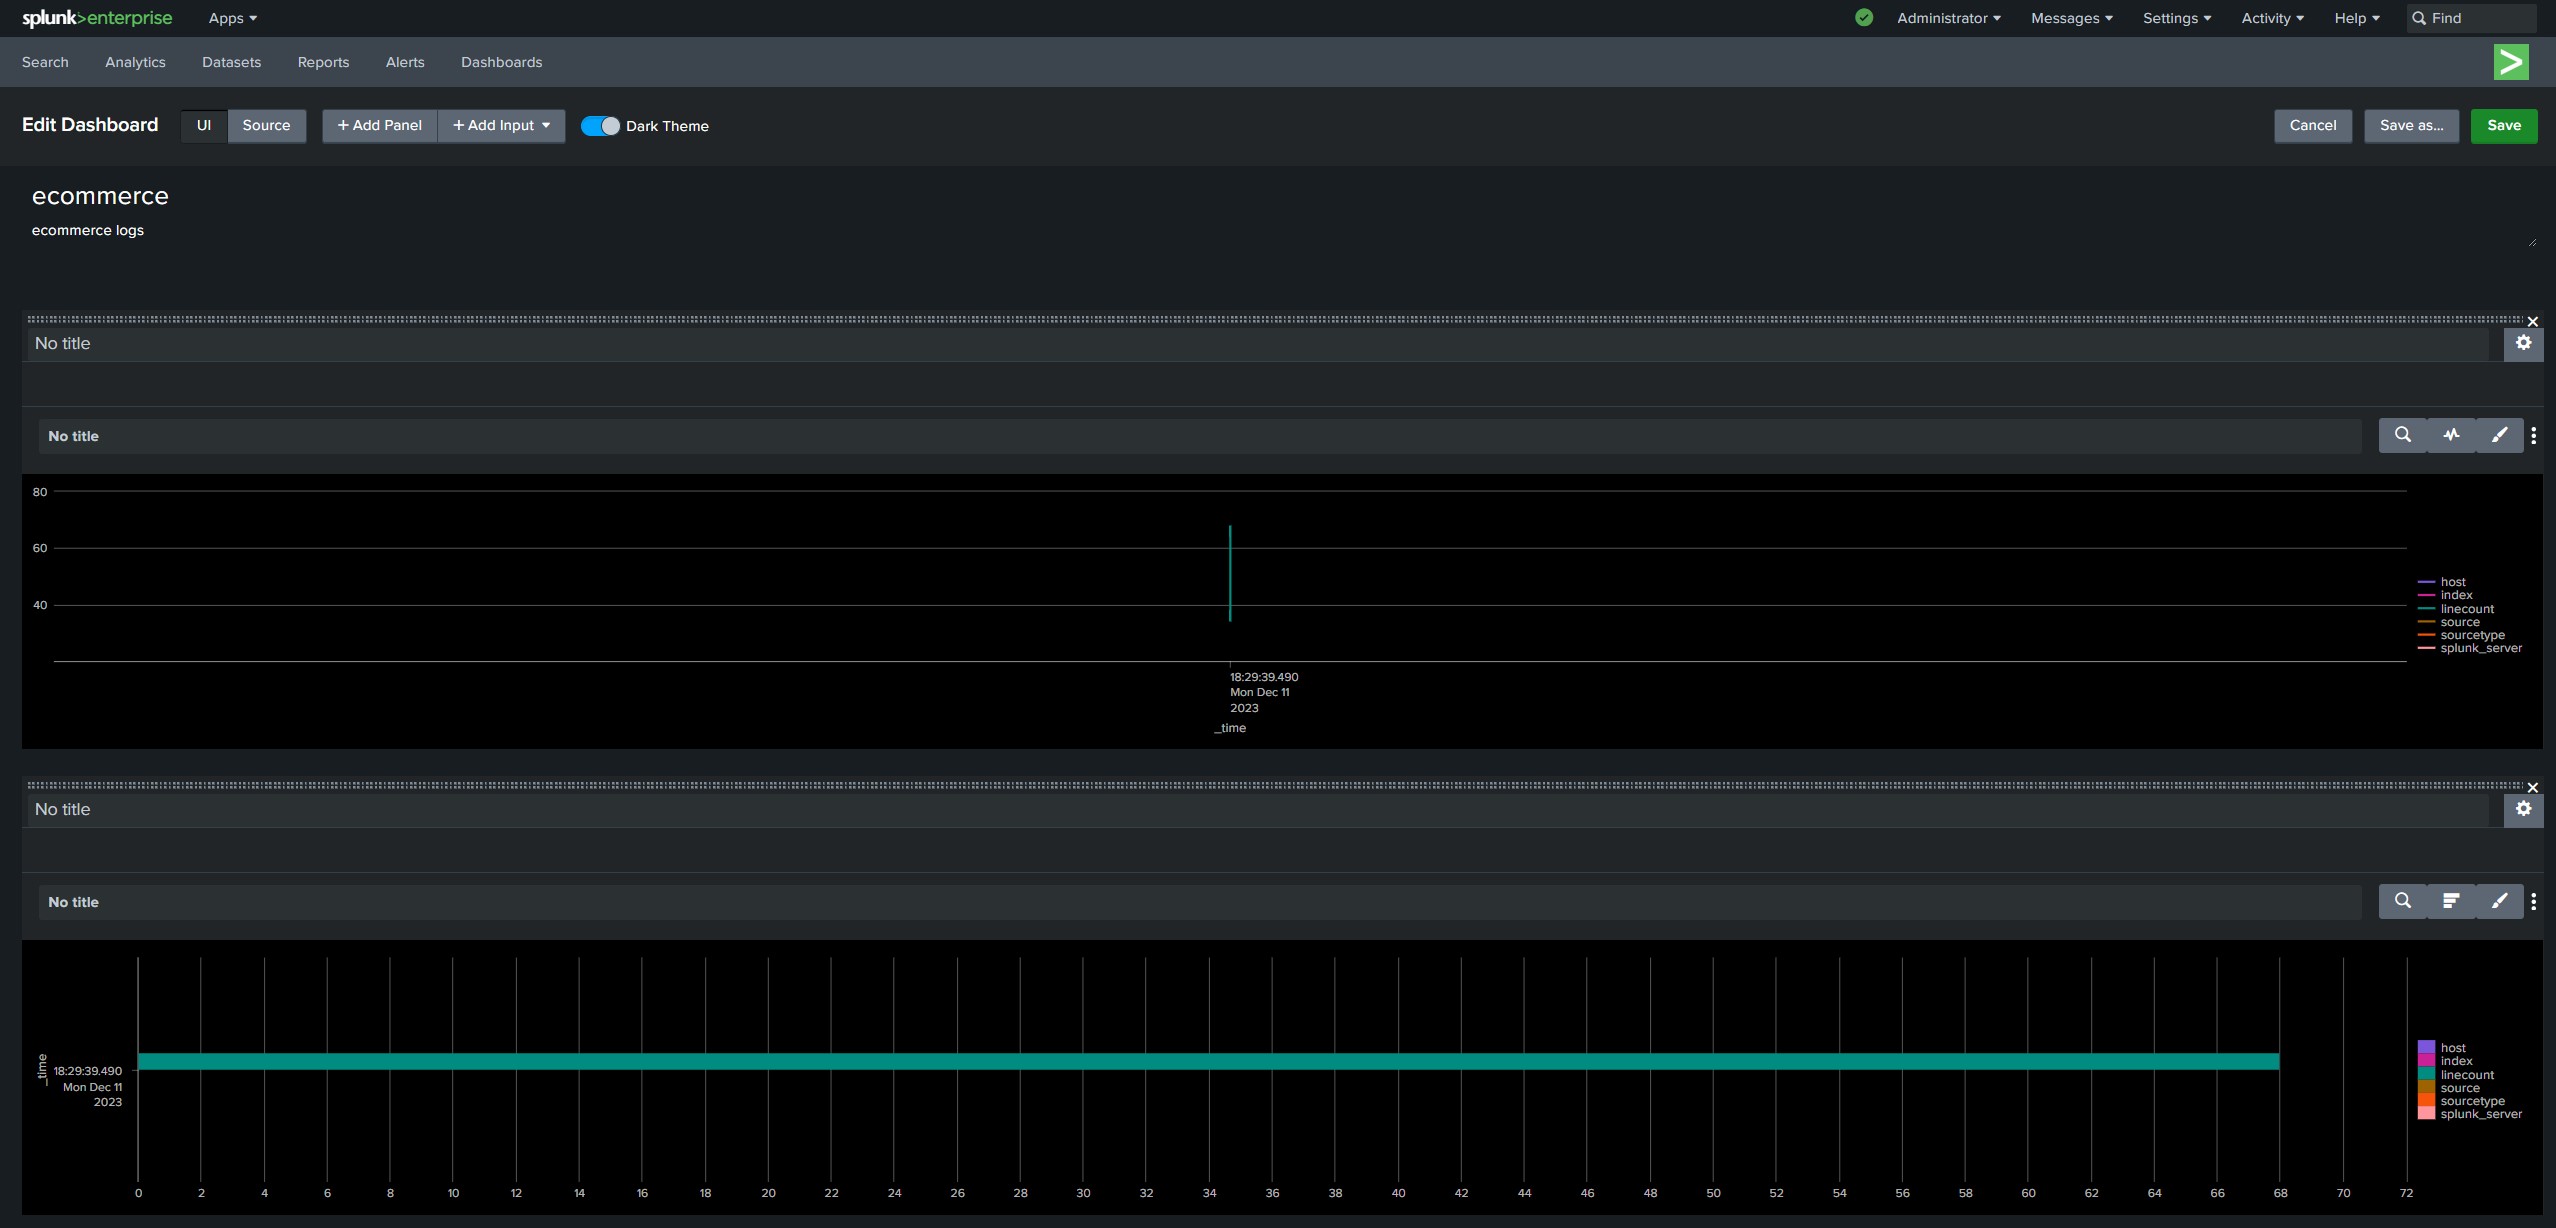 splunk>enterprise Apps Administrator Messages Settings Activity Help Find
Search Analytics Datasets Reports Alerts Dashboards
Edit Dashboard UI Source + Add Panel + Add Input Dark Theme Cancel Save as... Save
ecommerce
ecommerce logs
No title
No title
80
60
40
host
index
linecount
source
sourcetype
splunk_server
18:29:39.490
Mon Dec 11
2023
_time
No title
No title
_time
18:29:39.490
Mon Dec 11
2023
host
index
linecount
source
sourcetype
splunk_server
0 2 4 6 8 10 12 14 16 18 20 22 24 26 28 30 32 34 36 38 40 42 44 46 48 50 52 54 56 58 60 62 64 66 68 70 72